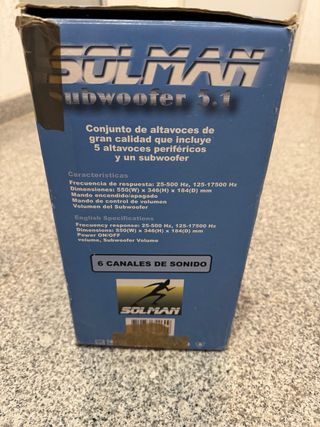 SOLMAN
ubwoofer 5.1
Conjunto de altavoces de
gran calidad que incluye
5 altavoces periféricos
y un subwoofer
Caracteristicas
Frecuencia de respuesta: 25-500 Hz, 125-17500 Hz
Dimensiones: 550(W) x 346(H) x 184(D) mm
Mando encendido/apagado
Mando de control de volumen
Volumen del Subwoofer
English Specifications
Frequency response: 25-500 Hz, 125-17500 Hz
Dimensions: 550(W) x 346(H) x 184(D) mm
Power ON/OFF
volume, Subwoofer Volume
6 CANALES DE SONIDO
SOLMAN